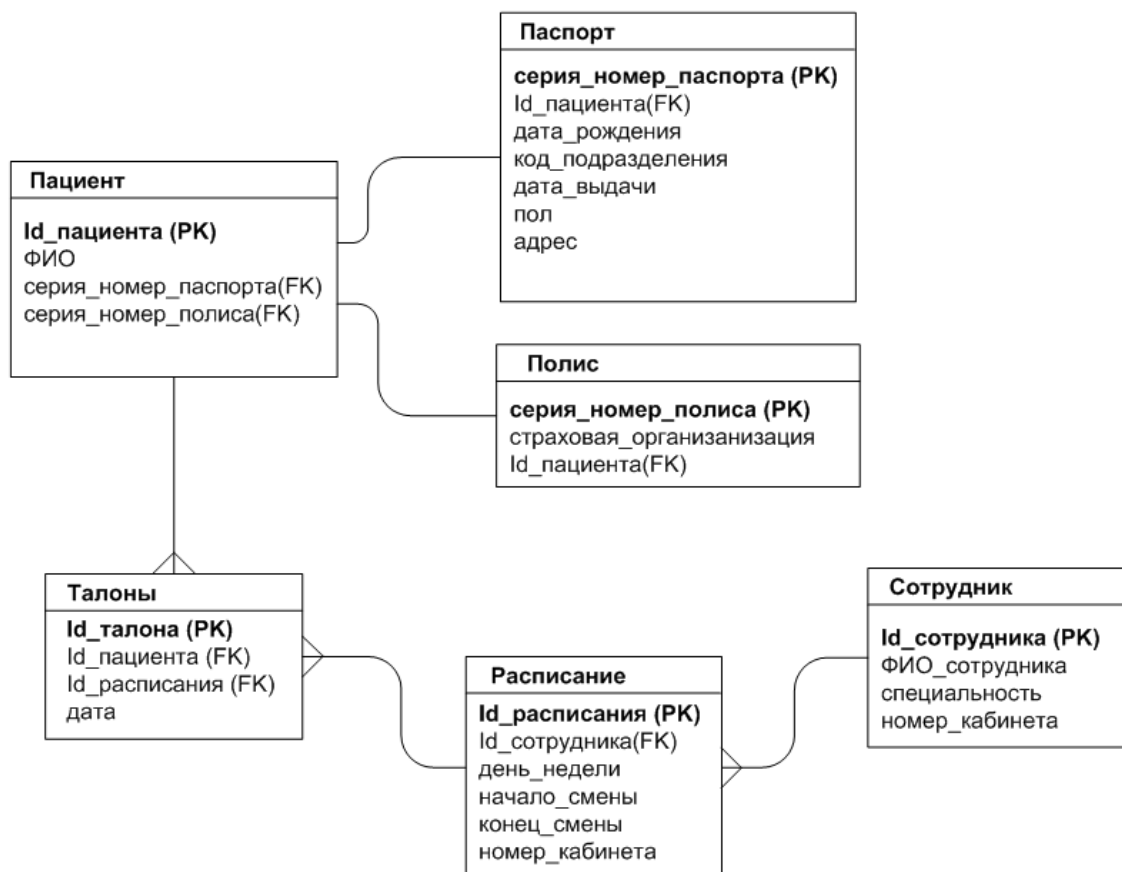 Паспорт
серия_номер_паспорта (PK)
Id_пациента(FK)
дата_рождения
код_подразделения
дата_выдачи
пол
адрес
Пациент
Id_пациента (PK)
ФИО
серия_номер_паспорта(FK)
серия_номер_полиса(FK)
Полис
серия_номер_полиса (PK)
страховая_организанизация
Id_пациента(FK)
Талоны
Id_талона (PK)
Id_пациента (FK)
Id_расписания (FK)
дата
Расписание
Id_расписания (PK)
Id_сотрудника(FK)
день_недели
начало_смены
конец_смены
номер_кабинета
Сотрудник
Id_сотрудника (PK)
ФИО_сотрудника
специальность
номер_кабинета